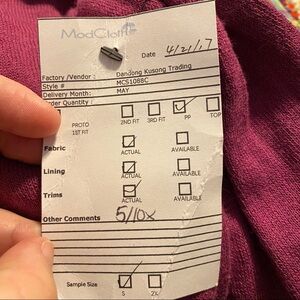 ModCloth
Date 4/21/17
Factory /Vendor : Dandong Kusong Trading
Style # MCS1088C
Delivery Month: MAY
Order Quantity :
PROTO 2ND FIT 3RD FIT PP TOP
1ST FIT
Fabric ACTUAL AVAILABLE
Lining ACTUAL AVAILABLE
Trims ACTUAL AVAILABLE
Other Comments 5/10x
Sample Size S 2X